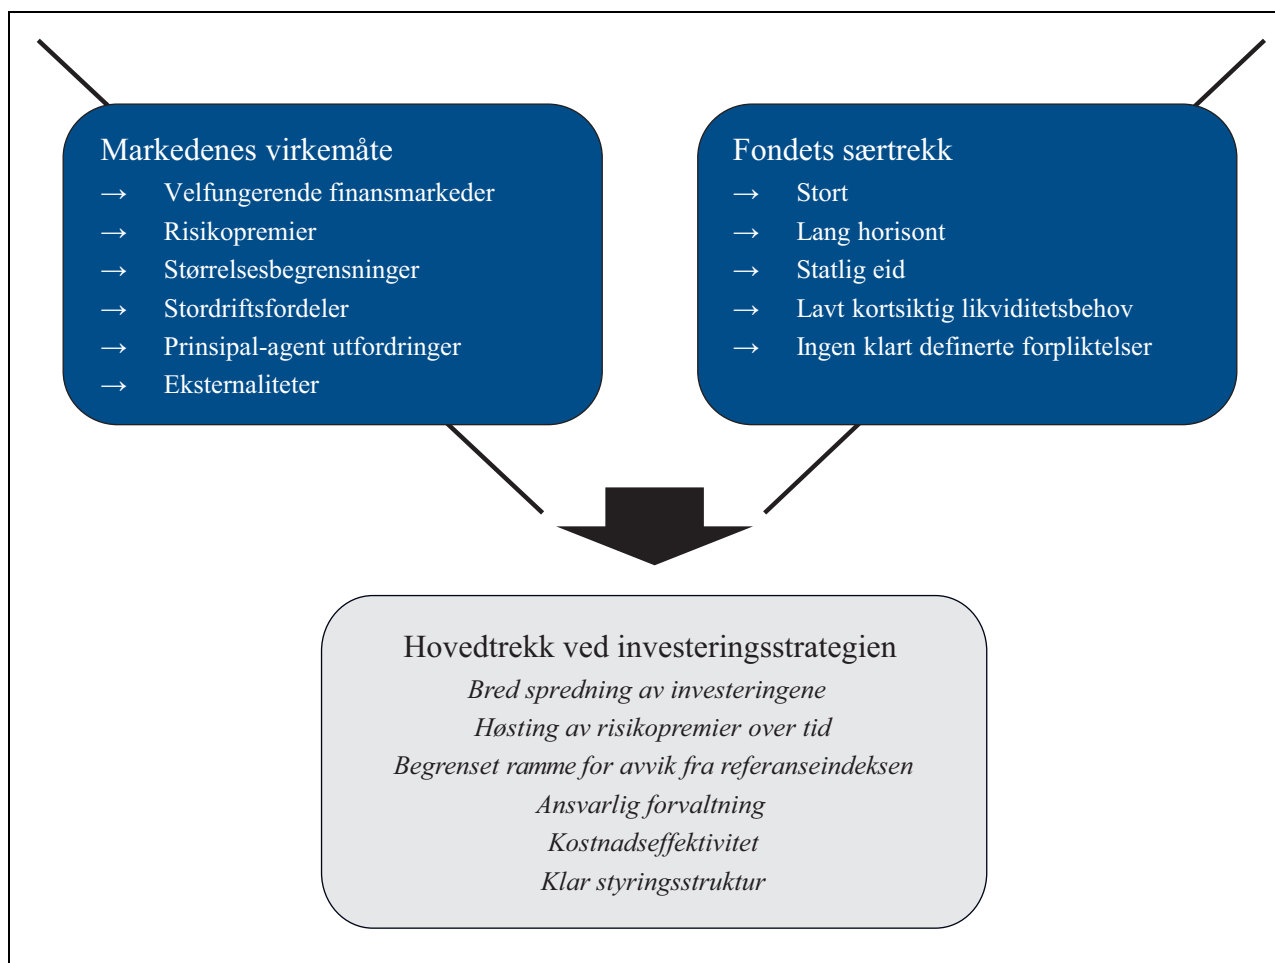 Markedenes virkemåte
→ Velfungerende finansmarkeder
→ Risikopremier
→ Størrelsesbegrensninger
→ Stordriftsfordeler
→ Prinsipal-agent utfordringer
→ Eksternaliteter
Fondets særtrekk
→ Stort
→ Lang horisont
→ Statlig eid
→ Lavt kortsiktig likviditetsbehov
→ Ingen klart definerte forpliktelser
Hovedtrekk ved investeringsstrategien
Bred spredning av investeringene
Høsting av risikopremier over tid
Begrenset ramme for avvik fra referanseindeksen
Ansvarlig forvaltning
Kostnadseffektivitet
Klar styringsstruktur